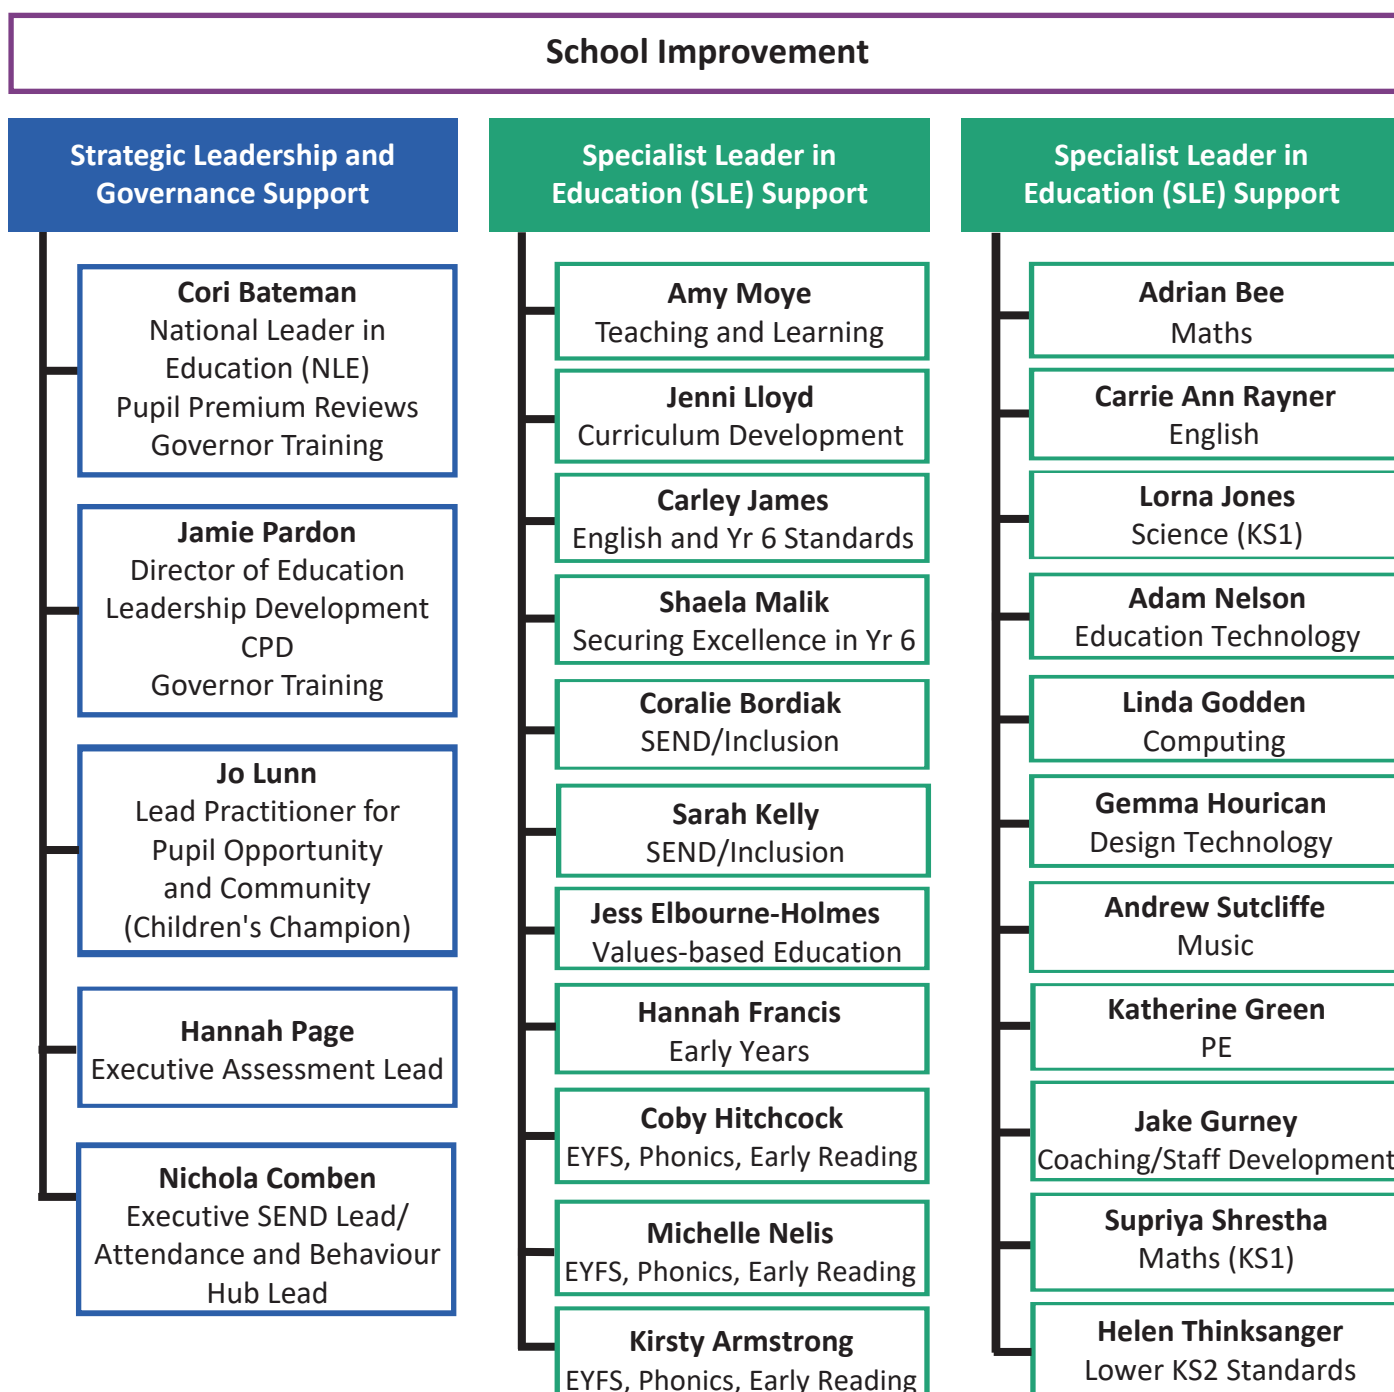 School Improvement
Strategic Leadership and
Governance Support
Cori Bateman
National Leader in
Education (NLE)
Pupil Premium Reviews
Governor Training
Jamie Pardon
Director of Education
Leadership Development
CPD
Governor Training
Jo Lunn
Lead Practitioner for
Pupil Opportunity
and Community
(Children's Champion)
Hannah Page
Executive Assessment Lead
Nichola Comben
Executive SEND Lead/
Attendance and Behaviour
Hub Lead
Specialist Leader in
Education (SLE) Support
Amy Moye
Teaching and Learning
Jenni Lloyd
Curriculum Development
Carley James
English and Yr 6 Standards
Shaela Malik
Securing Excellence in Yr 6
Coralie Bordiak
SEND/Inclusion
Sarah Kelly
SEND/Inclusion
Jess Elbourne-Holmes
Values-based Education
Hannah Francis
Early Years
Coby Hitchcock
EYFS, Phonics, Early Reading
Michelle Nelis
EYFS, Phonics, Early Reading
Kirsty Armstrong
EYFS, Phonics, Early Reading
Specialist Leader in
Education (SLE) Support
Adrian Bee
Maths
Carrie Ann Rayner
English
Lorna Jones
Science (KS1)
Adam Nelson
Education Technology
Linda Godden
Computing
Gemma Hourican
Design Technology
Andrew Sutcliffe
Music
Katherine Green
PE
Jake Gurney
Coaching/Staff Development
Supriya Shrestha
Maths (KS1)
Helen Thinksanger
Lower KS2 Standards